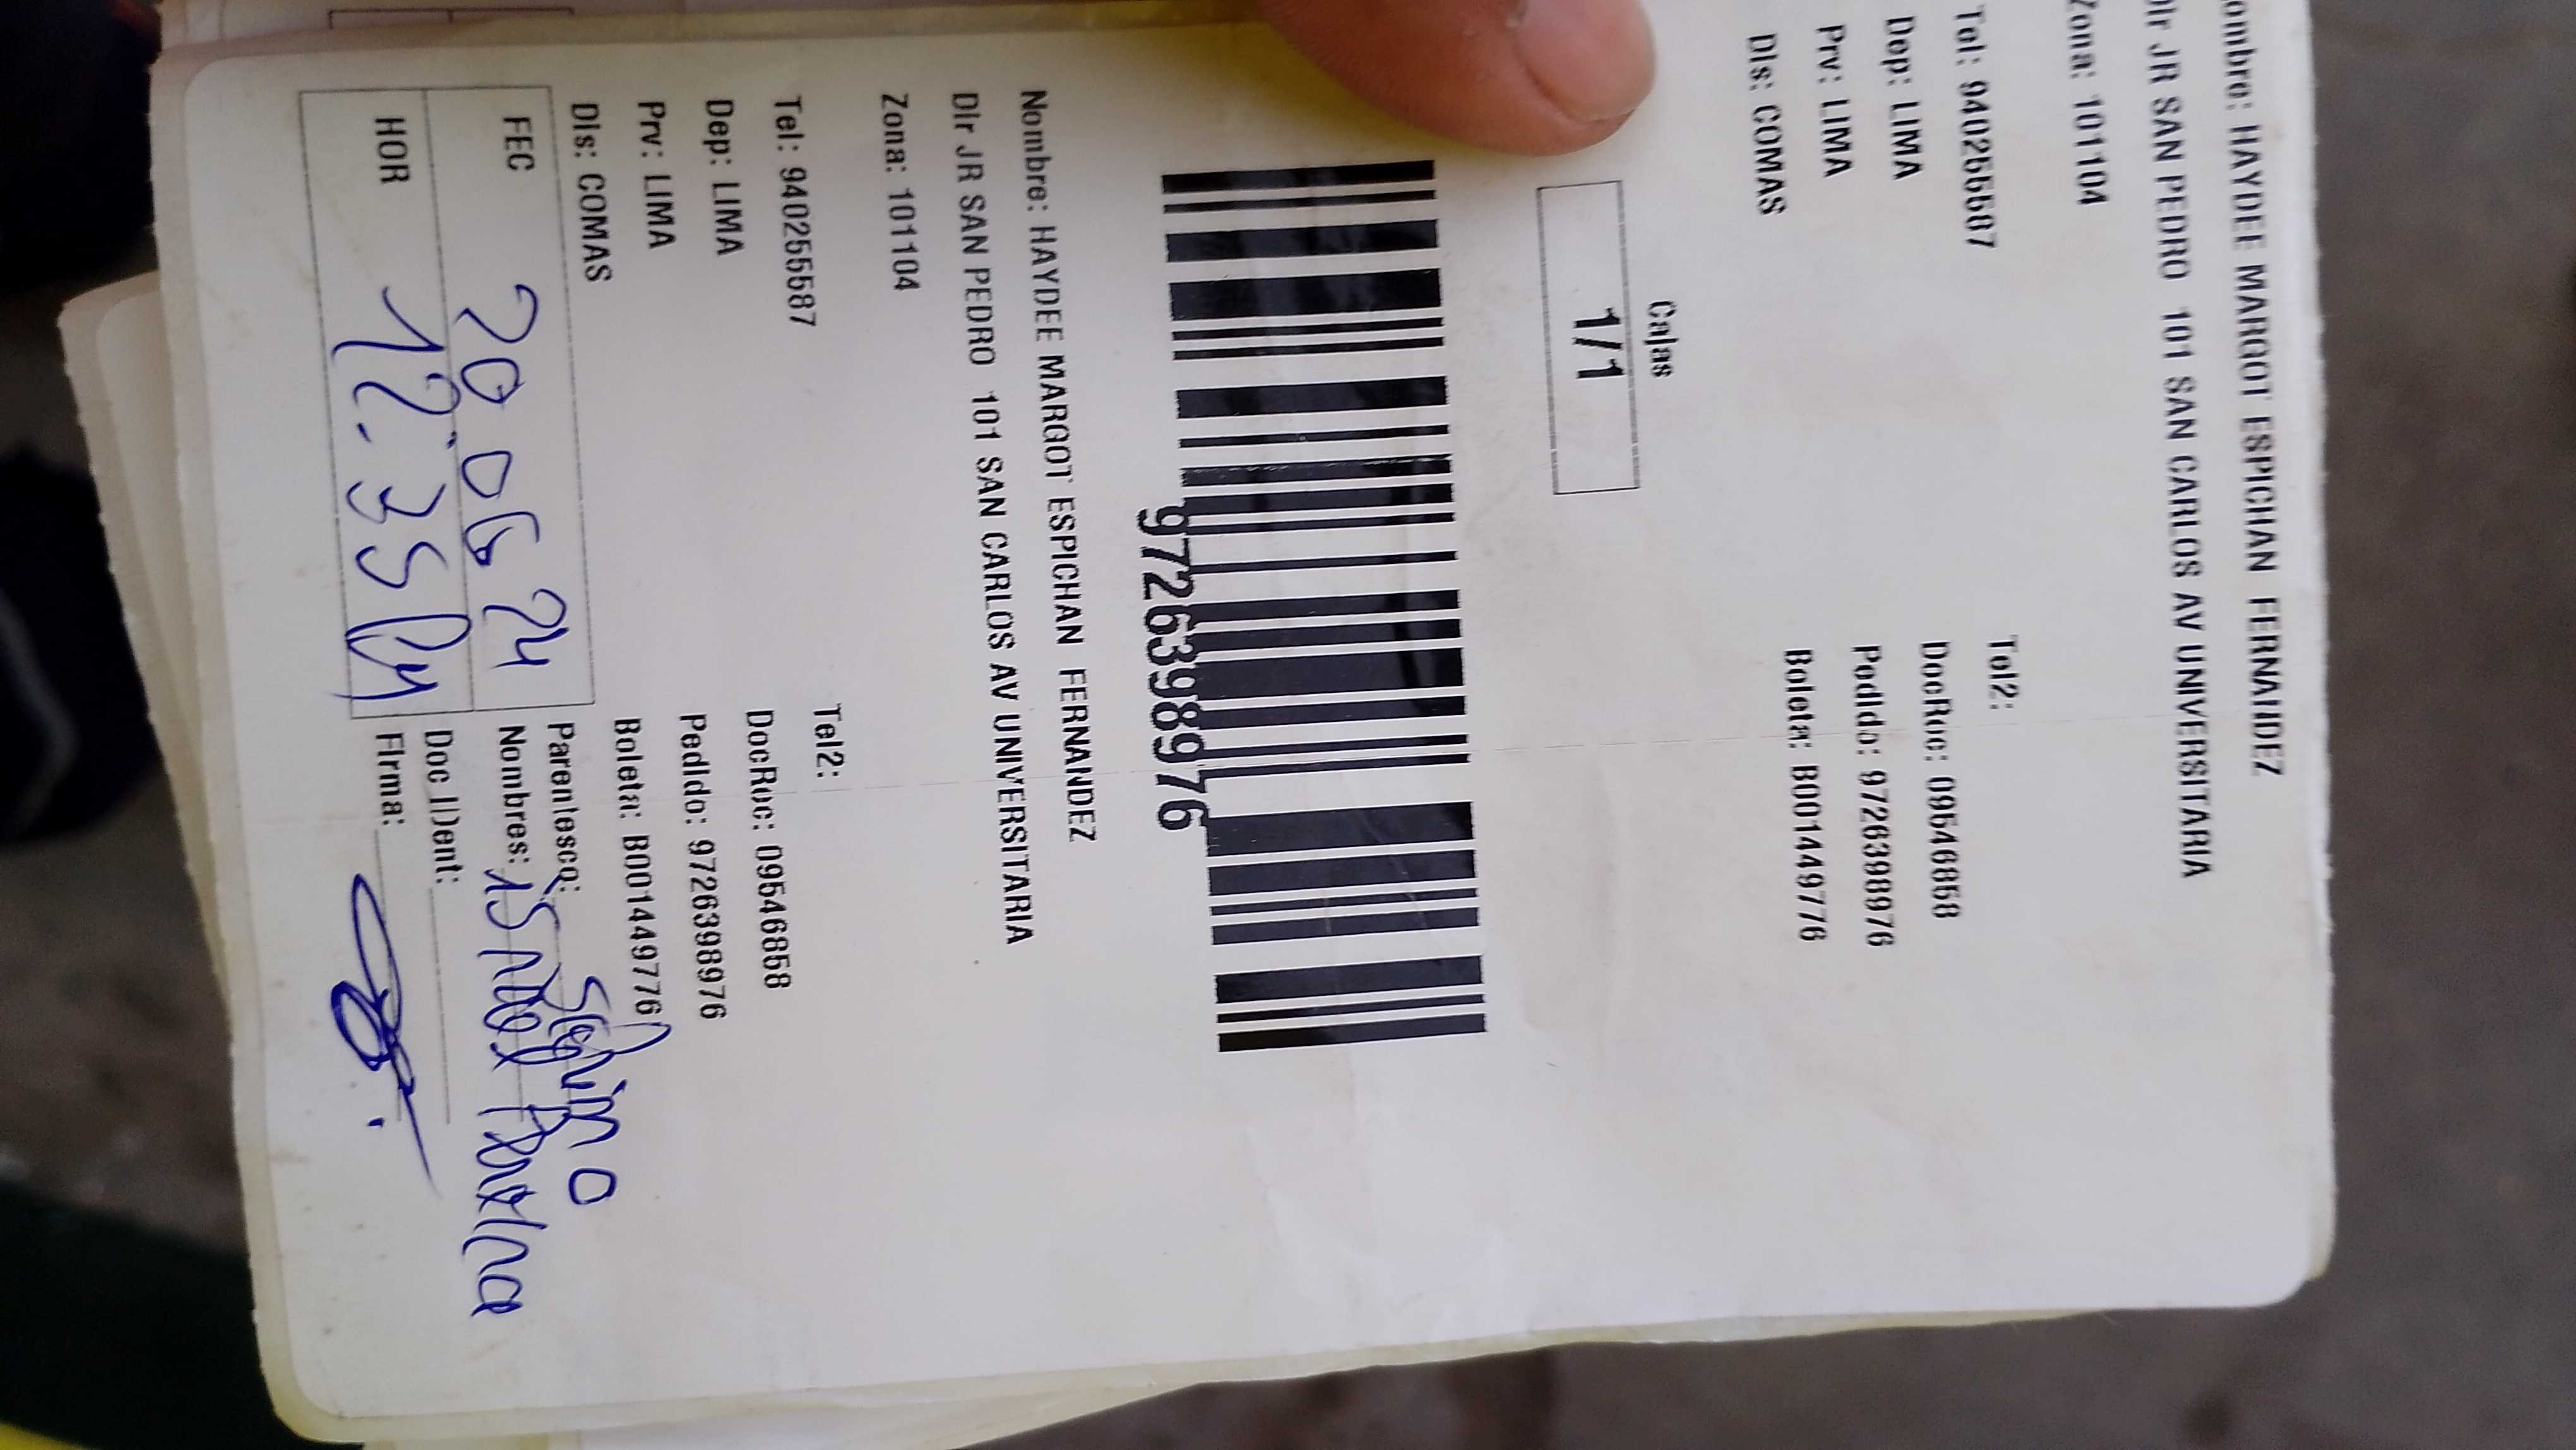 ombre: HAYDEE MARGOT ESPICHAN FERNANDEZ
Dir JR SAN PEDRO 101 SAN CARLOS AV UNIVERSITARIA
Zona: 101104
Tel: 940255587 Tel2:
Dep: LIMA DocRec: 09546858
Prv: LIMA Pedido: 9726398976
Dis: COMAS Boleta: B001449776
Cajas
1/1
9726398976
Nombre: HAYDEE MARGOT ESPICHAN FERNANDEZ
Dir JR SAN PEDRO 101 SAN CARLOS AV UNIVERSITARIA
Zona: 101104
Tel: 940255587 Tel2:
Dep: LIMA DocRec: 09546858
Prv: LIMA Pedido: 9726398976
Dis: COMAS Boleta: B001449776
FEC 20.06 24 Parentesco: Sobrino
Nombres:
HOR 12:35 Pm Doc IDent:
Firma: